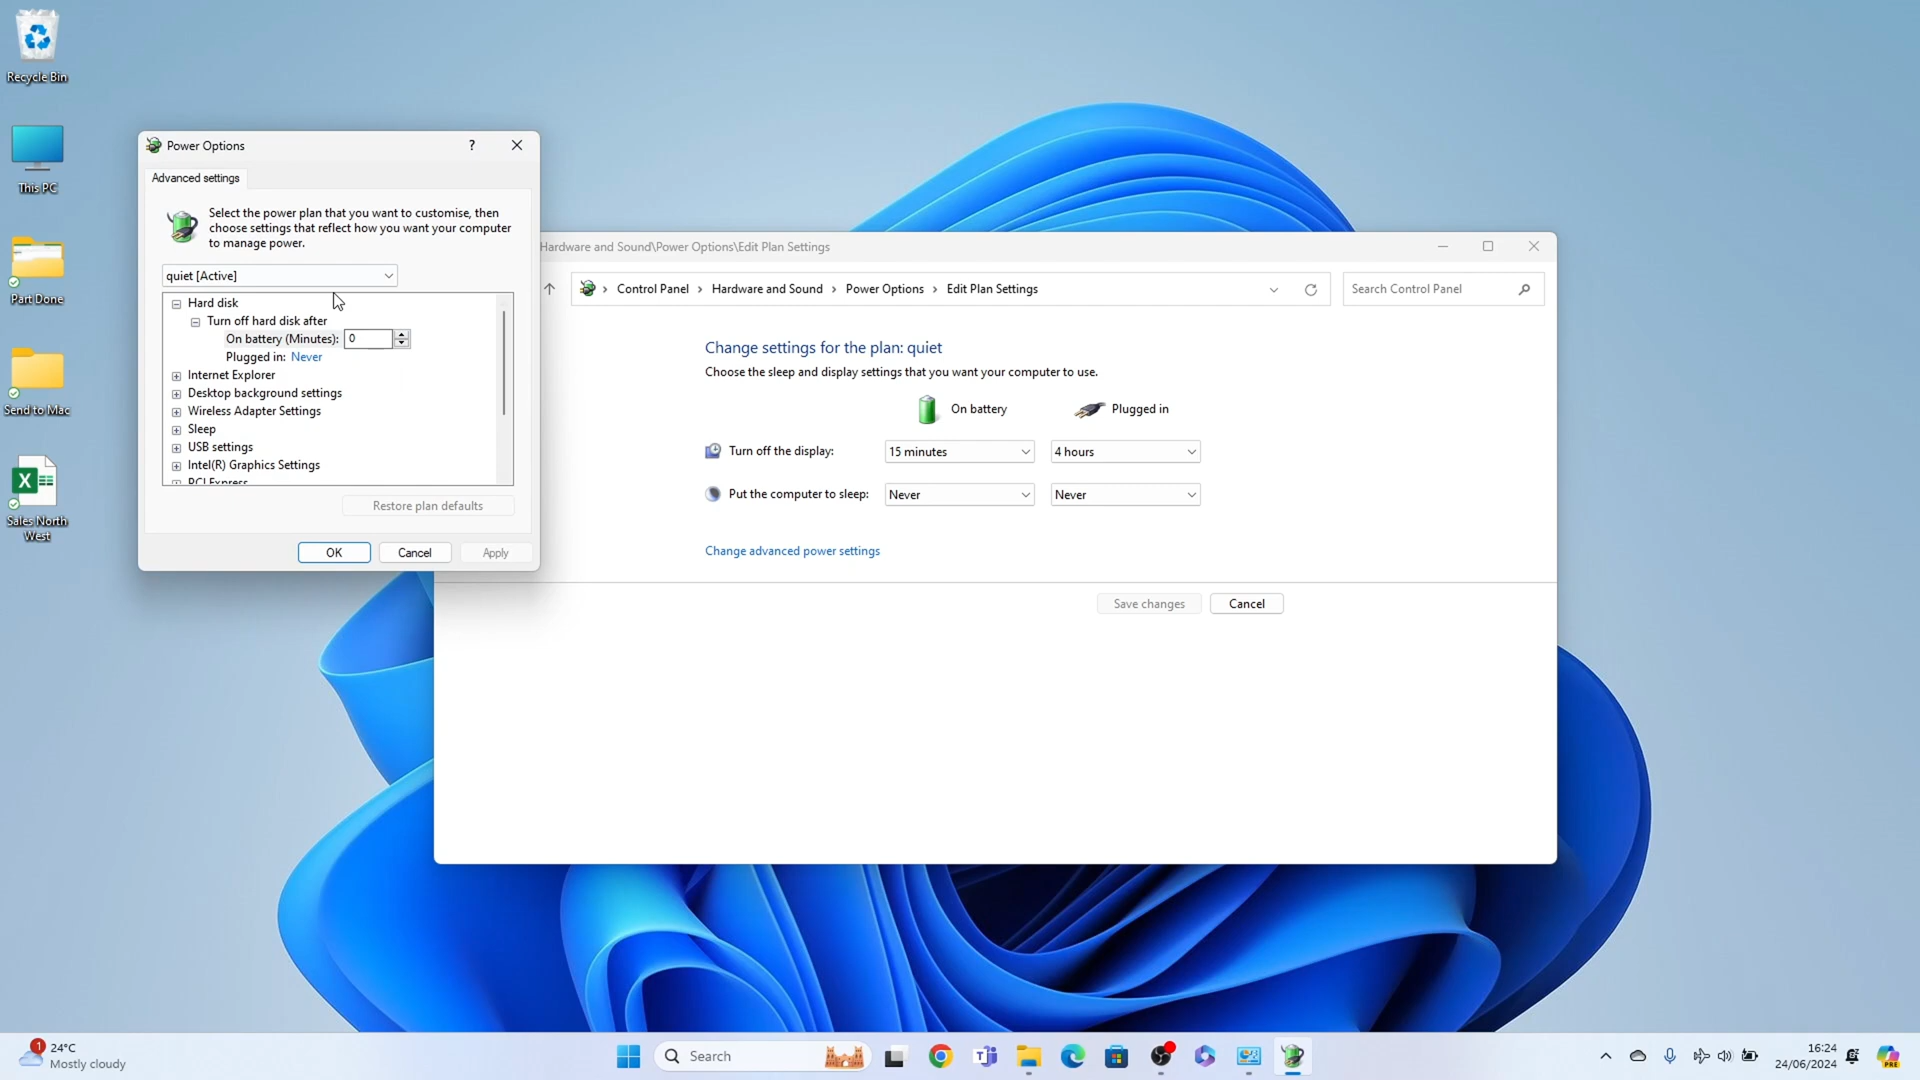 Recycle Bin
This PC
Part Done
Send to Mac
Sales North
West
Power Options
?
Advanced settings
Select the power plan that you want to customise, then
choose settings that reflect how you want your computer
to manage power.
quiet [Active]
Hard disk
Turn off hard disk after
On battery (Minutes): 0
Plugged in: Never
Internet Explorer
Desktop background settings
Wireless Adapter Settings
Sleep
USB settings
Intel(R) Graphics Settings
PCI Express
Restore plan defaults
OK Cancel Apply
Hardware and Sound\Power Options\Edit Plan Settings
Control Panel > Hardware and Sound > Power Options > Edit Plan Settings
Search Control Panel
Change settings for the plan: quiet
Choose the sleep and display settings that you want your computer to use.
On battery Plugged in
Turn off the display: 15 minutes 4 hours
Put the computer to sleep: Never Never
Change advanced power settings
Save changes Cancel
1
24°C
Mostly cloudy
Search
16:24
24/06/2024
PRE